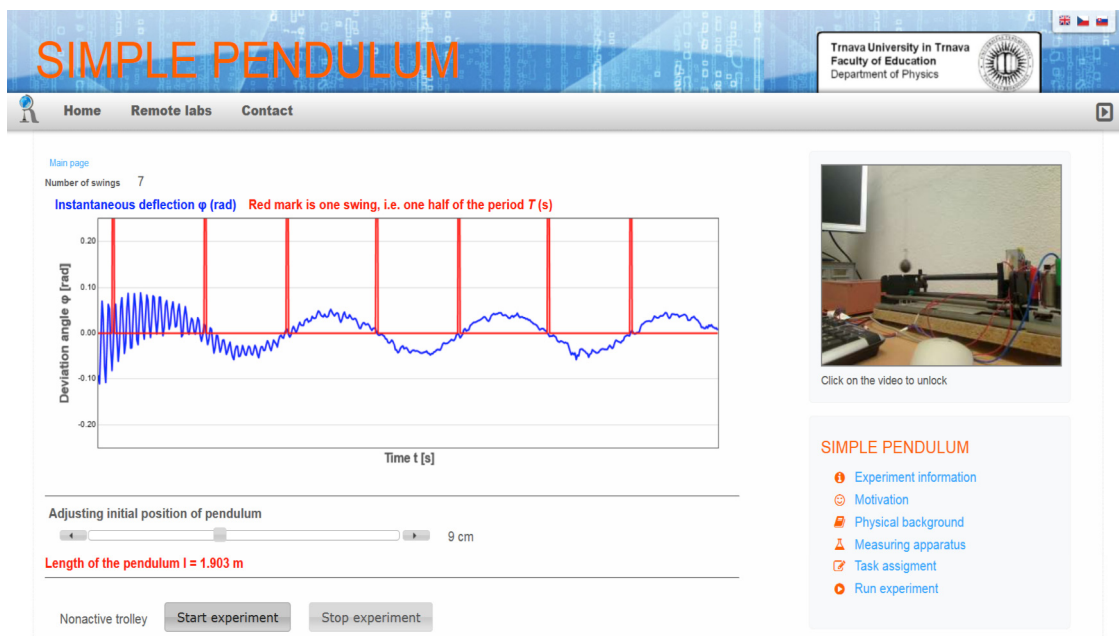 SIMPLE PENDULUM
Trnava University in Trnava
Faculty of Education
Department of Physics
Home Remote labs Contact
Main page
Number of swings 7
Instantaneous deflection φ (rad) Red mark is one swing, i.e. one half of the period T (s)
Deviation angle φ [rad]
0.20
0.10
0.00
-0.10
-0.20
Time t [s]
Adjusting initial position of pendulum
9 cm
Length of the pendulum l = 1.903 m
Nonactive trolley Start experiment Stop experiment
Click on the video to unlock
SIMPLE PENDULUM
Experiment information
Motivation
Physical background
Measuring apparatus
Task assigment
Run experiment